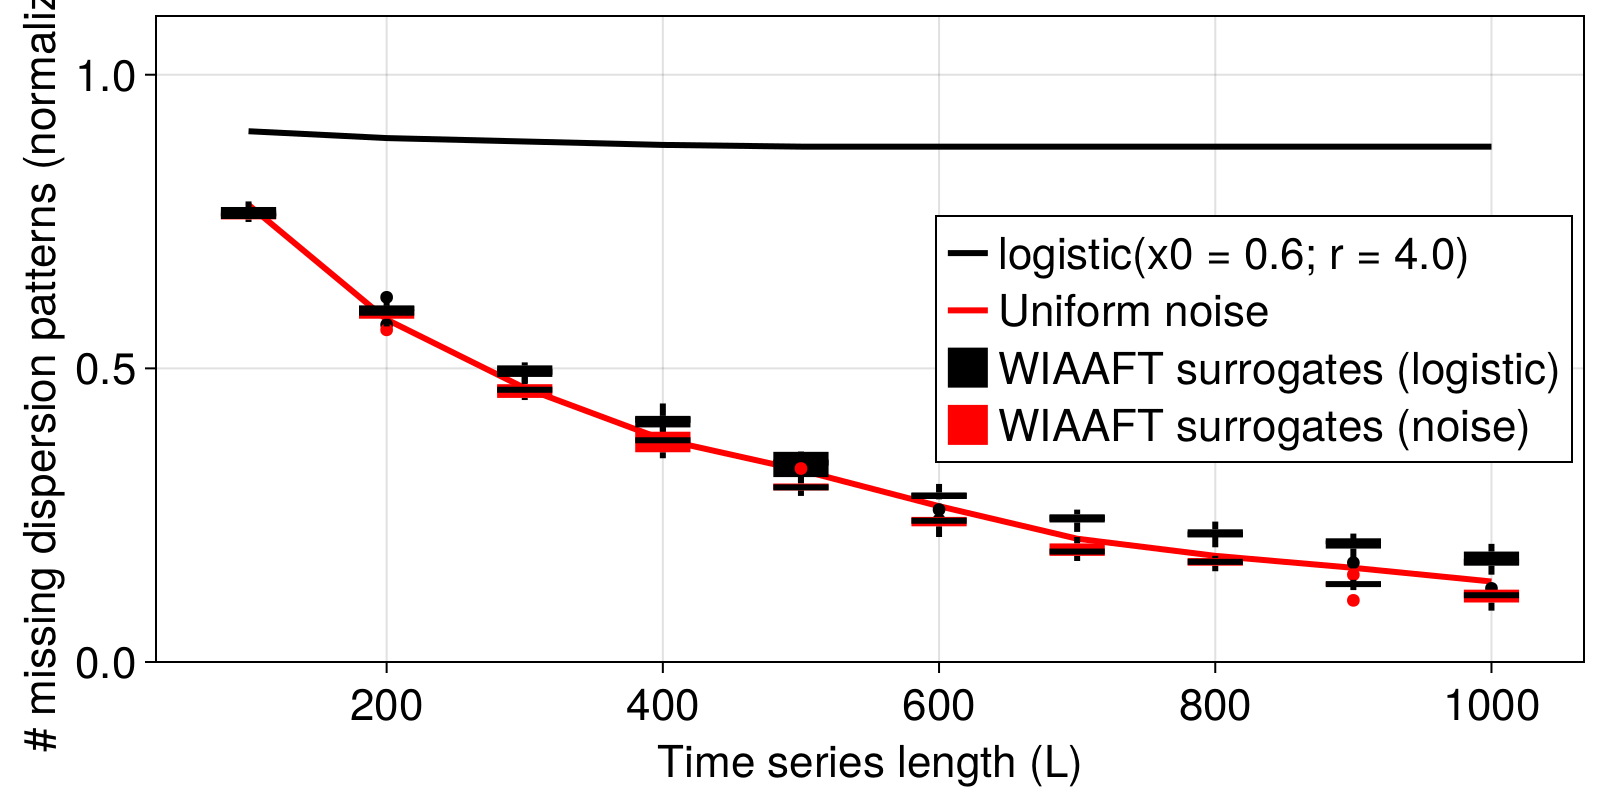 # missing dispersion patterns (normaliz
1.0
0.5
0.0
logistic(x0 = 0.6; r = 4.0)
Uniform noise
WIAAFT surrogates (logistic)
WIAAFT surrogates (noise)
200 400 600 800 1000
Time series length (L)